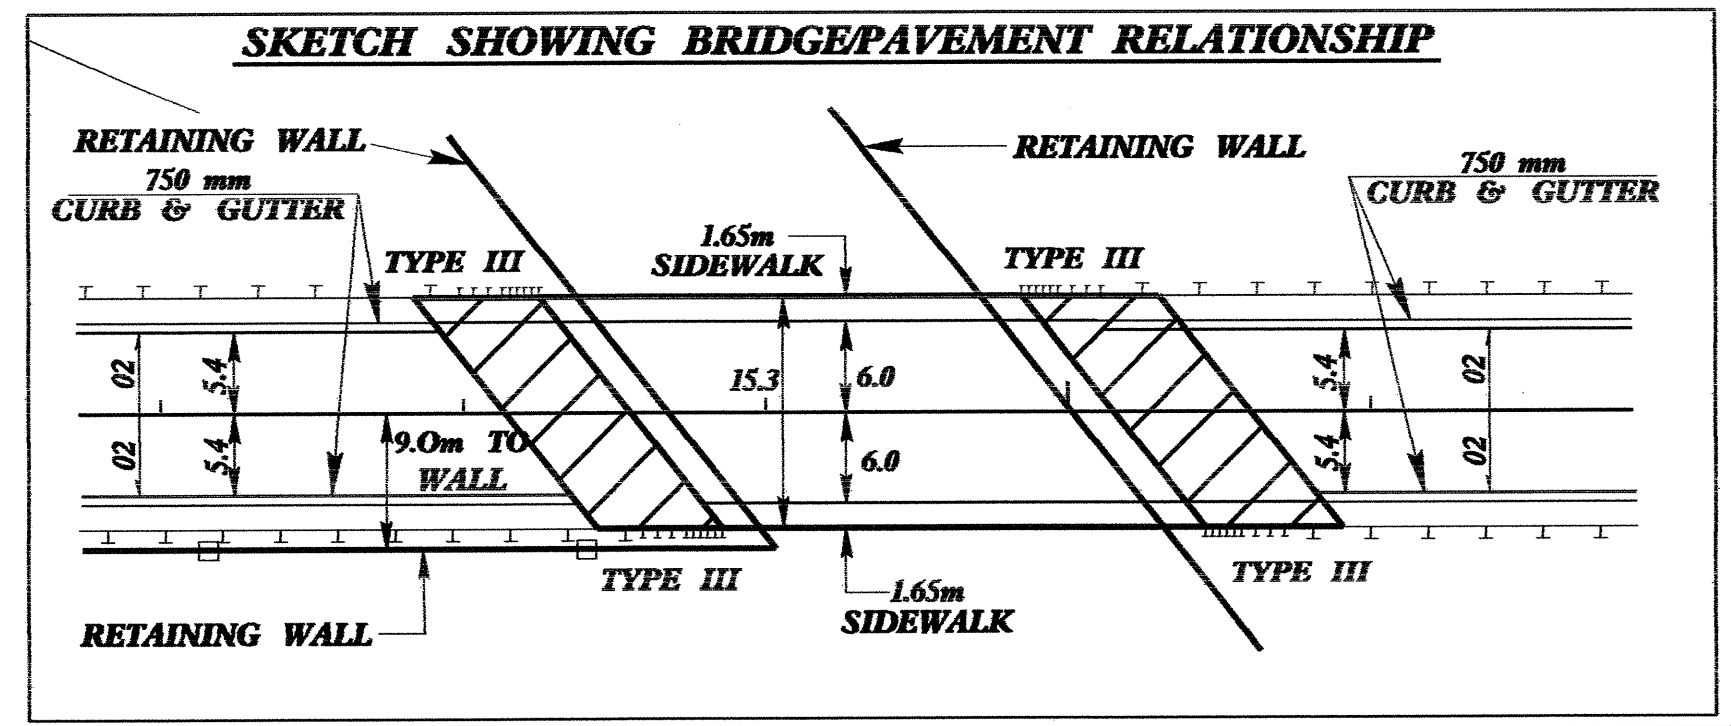 SKETCH SHOWING BRIDGE/PAVEMENT RELATIONSHIP
RETAINING WALL
RETAINING WALL
750 mm
CURB & GUTTER
750 mm
CURB & GUTTER
TYPE III
1.65m
SIDEWALK
TYPE III
02
5.4
15.3
6.0
5.4
02
02
5.4
9.0m TO
WALL
6.0
5.4
02
TYPE III
1.65m
SIDEWALK
TYPE III
RETAINING WALL